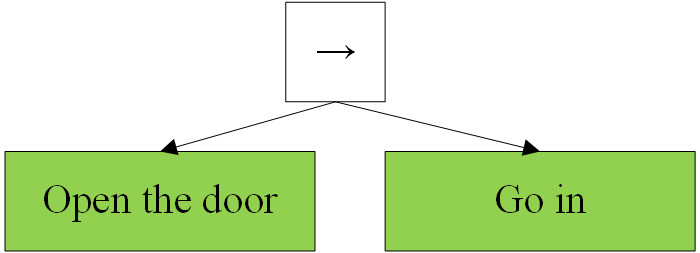 →
Open the door
Go in